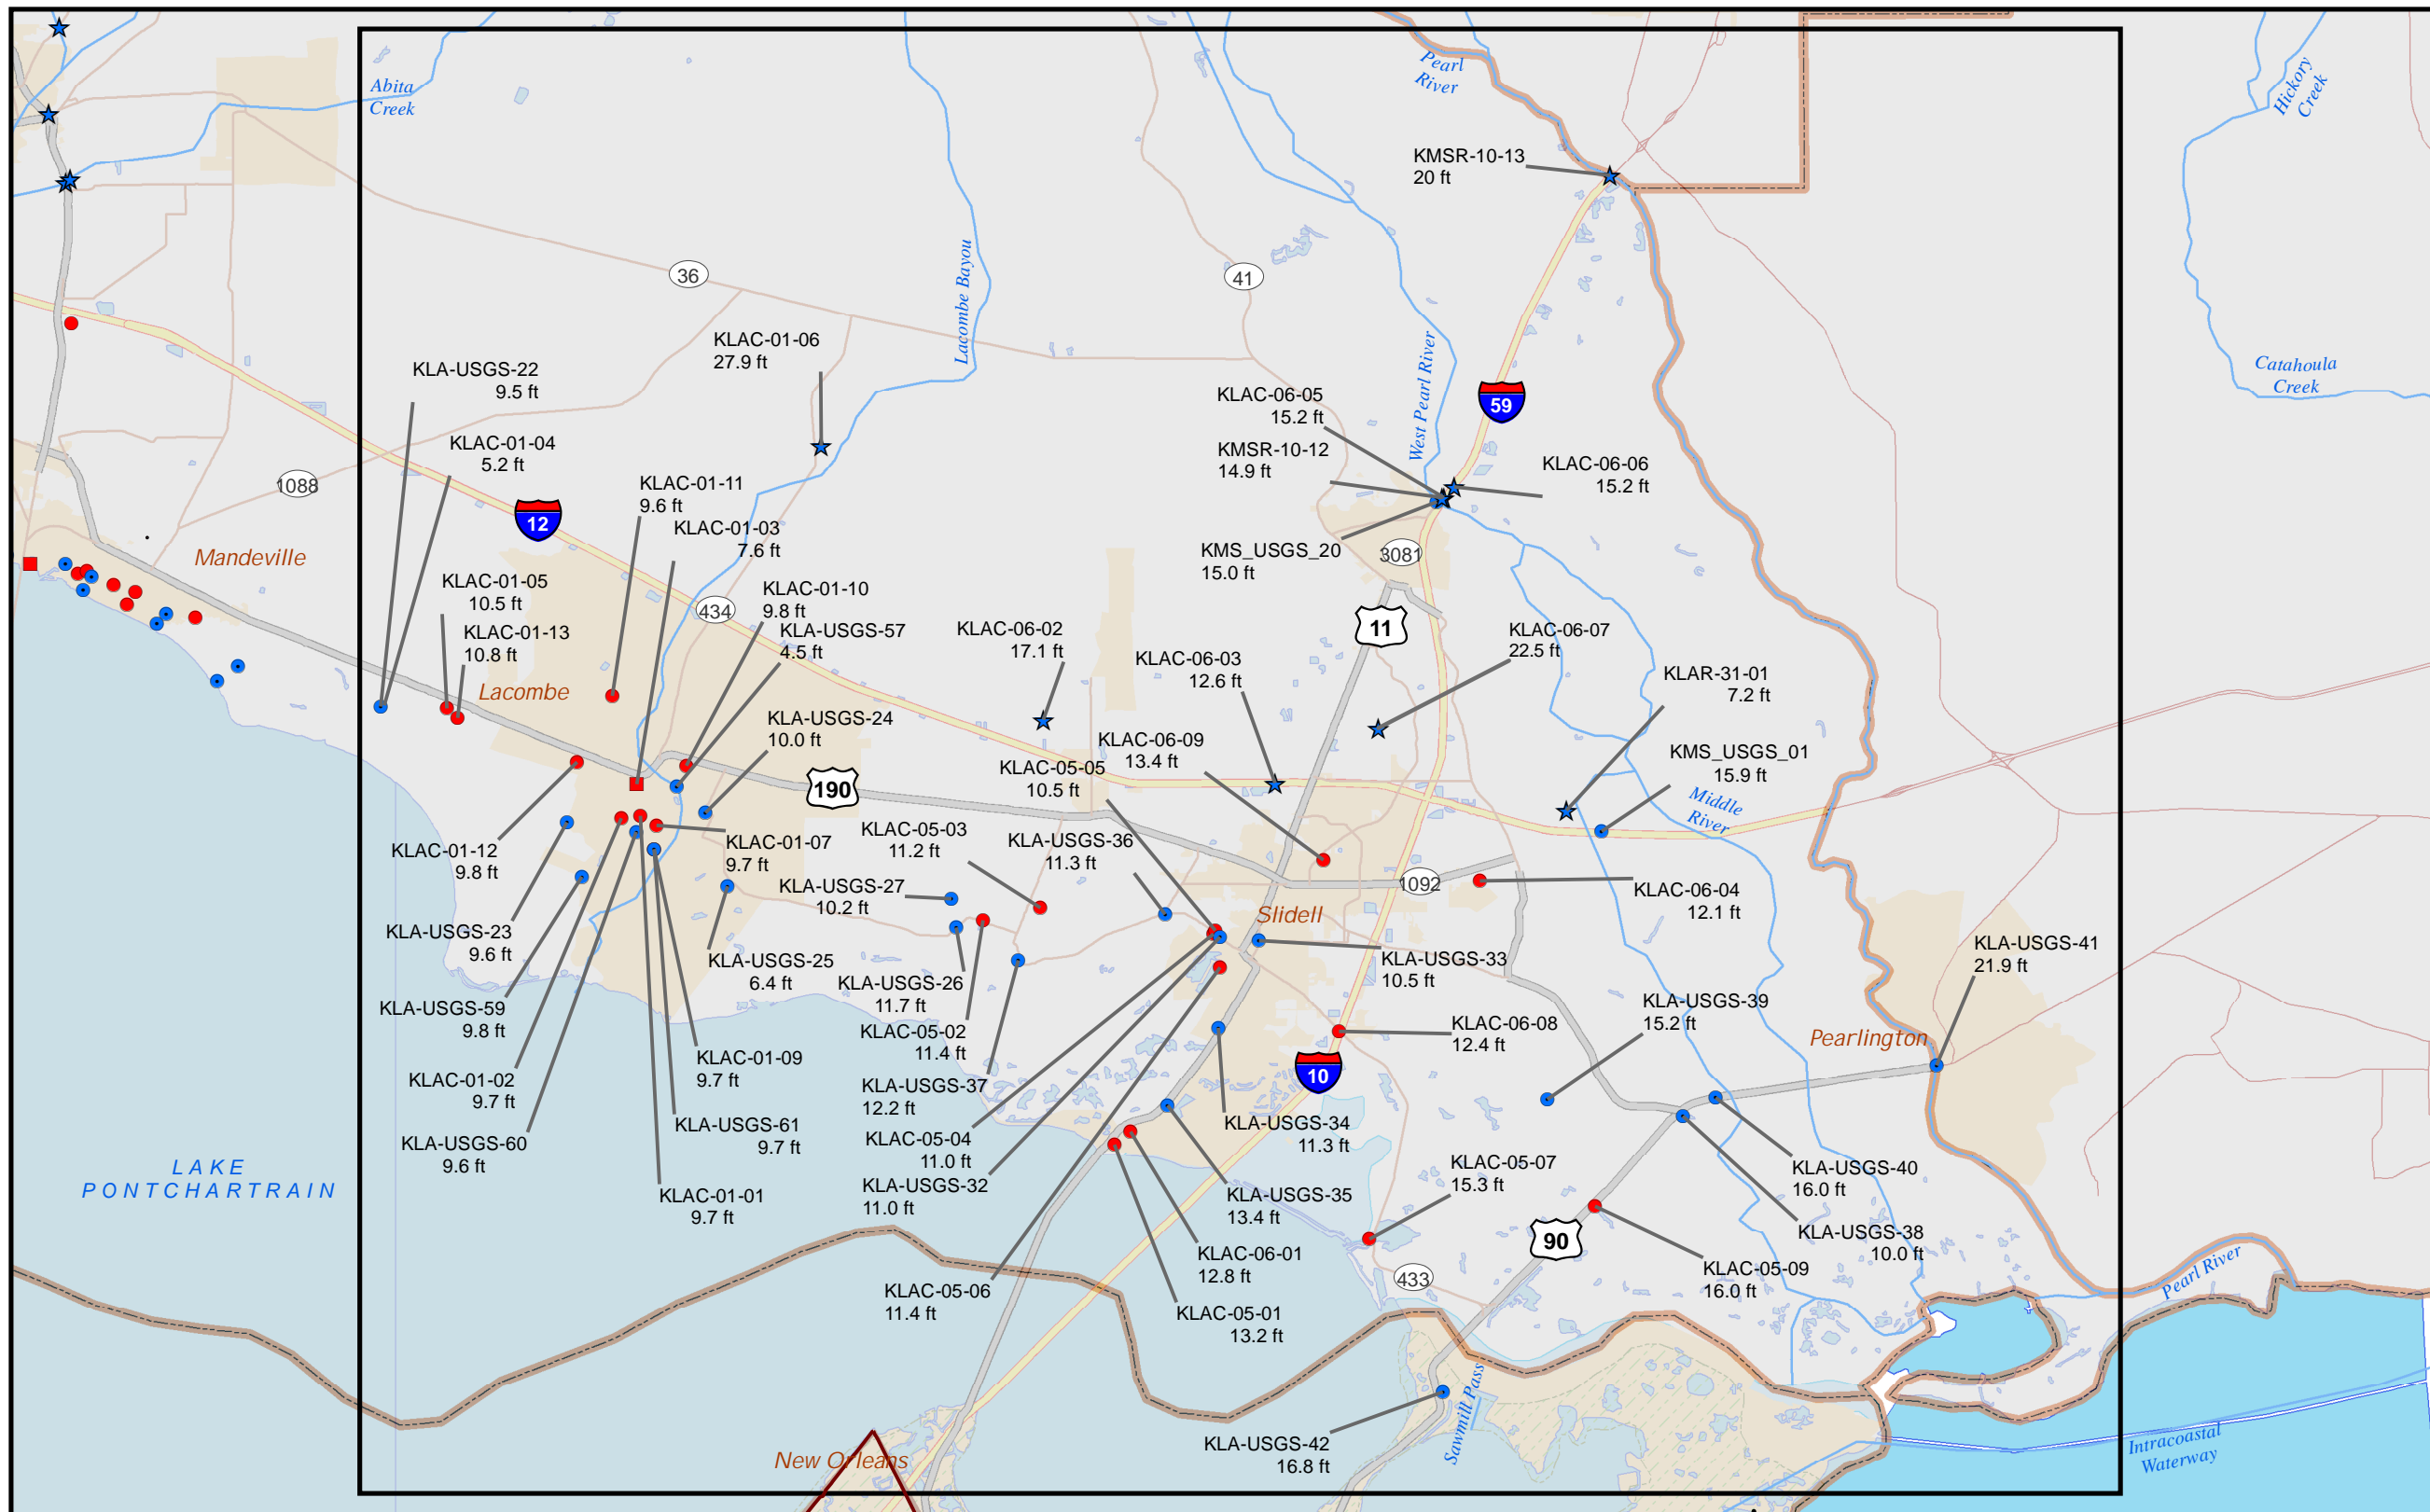 Abita
Creek
Pearl
River
Hickory
Creek
KMSR-10-13
20 ft
36
41
Lacombe Bayou
KLAC-01-06
27.9 ft
West Pearl River
Catahoula
Creek
KLA-USGS-22
9.5 ft
59
KLAC-06-05
15.2 ft
KLAC-01-04
5.2 ft
KMSR-10-12
14.9 ft
KLAC-06-06
15.2 ft
1088
KLAC-01-11
9.6 ft
12
KLAC-01-03
7.6 ft
Mandeville
KMS_USGS_20
15.0 ft
3081
KLAC-01-05
10.5 ft
KLAC-01-10
9.8 ft
434
KLAC-01-13
10.8 ft
KLA-USGS-57
4.5 ft
KLAC-06-02
17.1 ft
11
KLAC-06-07
22.5 ft
KLAC-06-03
12.6 ft
KLAR-31-01
7.2 ft
Lacombe
KLA-USGS-24
10.0 ft
KLAC-06-09
13.4 ft
KMS_USGS_01
15.9 ft
KLAC-05-05
10.5 ft
190
Middle
River
KLAC-01-12
9.8 ft
KLAC-01-07
9.7 ft
KLAC-05-03
11.2 ft
KLA-USGS-36
11.3 ft
KLA-USGS-27
10.2 ft
1092
KLAC-06-04
12.1 ft
Slidell
KLA-USGS-23
9.6 ft
KLA-USGS-25
6.4 ft
KLA-USGS-33
10.5 ft
KLA-USGS-41
21.9 ft
KLA-USGS-26
11.7 ft
KLA-USGS-59
9.8 ft
KLAC-05-02
11.4 ft
KLAC-06-08
12.4 ft
KLA-USGS-39
15.2 ft
Pearlington
KLAC-01-09
9.7 ft
10
KLAC-01-02
9.7 ft
KLA-USGS-37
12.2 ft
KLA-USGS-61
9.7 ft
KLA-USGS-34
11.3 ft
KLA-USGS-60
9.6 ft
KLAC-05-04
11.0 ft
LAKE
PONTCHARTRAIN
KLAC-05-07
15.3 ft
KLA-USGS-40
16.0 ft
KLAC-01-01
9.7 ft
KLA-USGS-32
11.0 ft
KLA-USGS-35
13.4 ft
90
KLA-USGS-38
10.0 ft
KLAC-06-01
12.8 ft
433
KLAC-05-09
16.0 ft
Pearl River
KLAC-05-06
11.4 ft
KLAC-05-01
13.2 ft
Sawmill Pass
KLA-USGS-42
16.8 ft
New Orleans
Intracoastal
Waterway